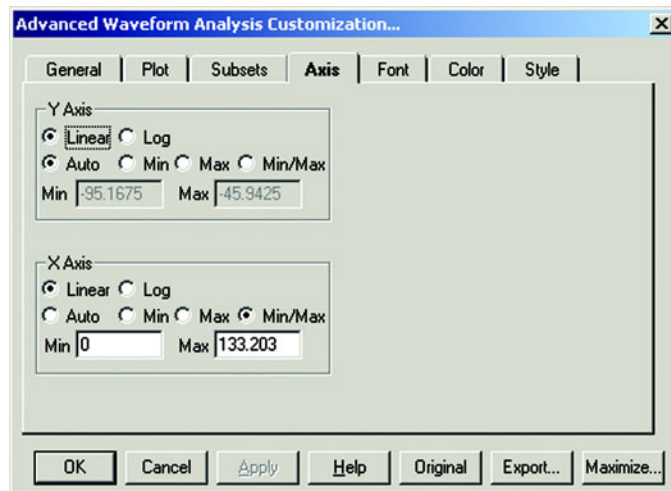 Advanced Waveform Analysis Customization...
General Plot Subsets Axis Font Color Style
Y Axis
Linear Log
Auto Min Max Min/Max
Min -95.1675 Max -45.9425
X Axis
Linear Log
Auto Min Max Min/Max
Min 0 Max 133.203
OK Cancel Apply Help Original Export... Maximize...